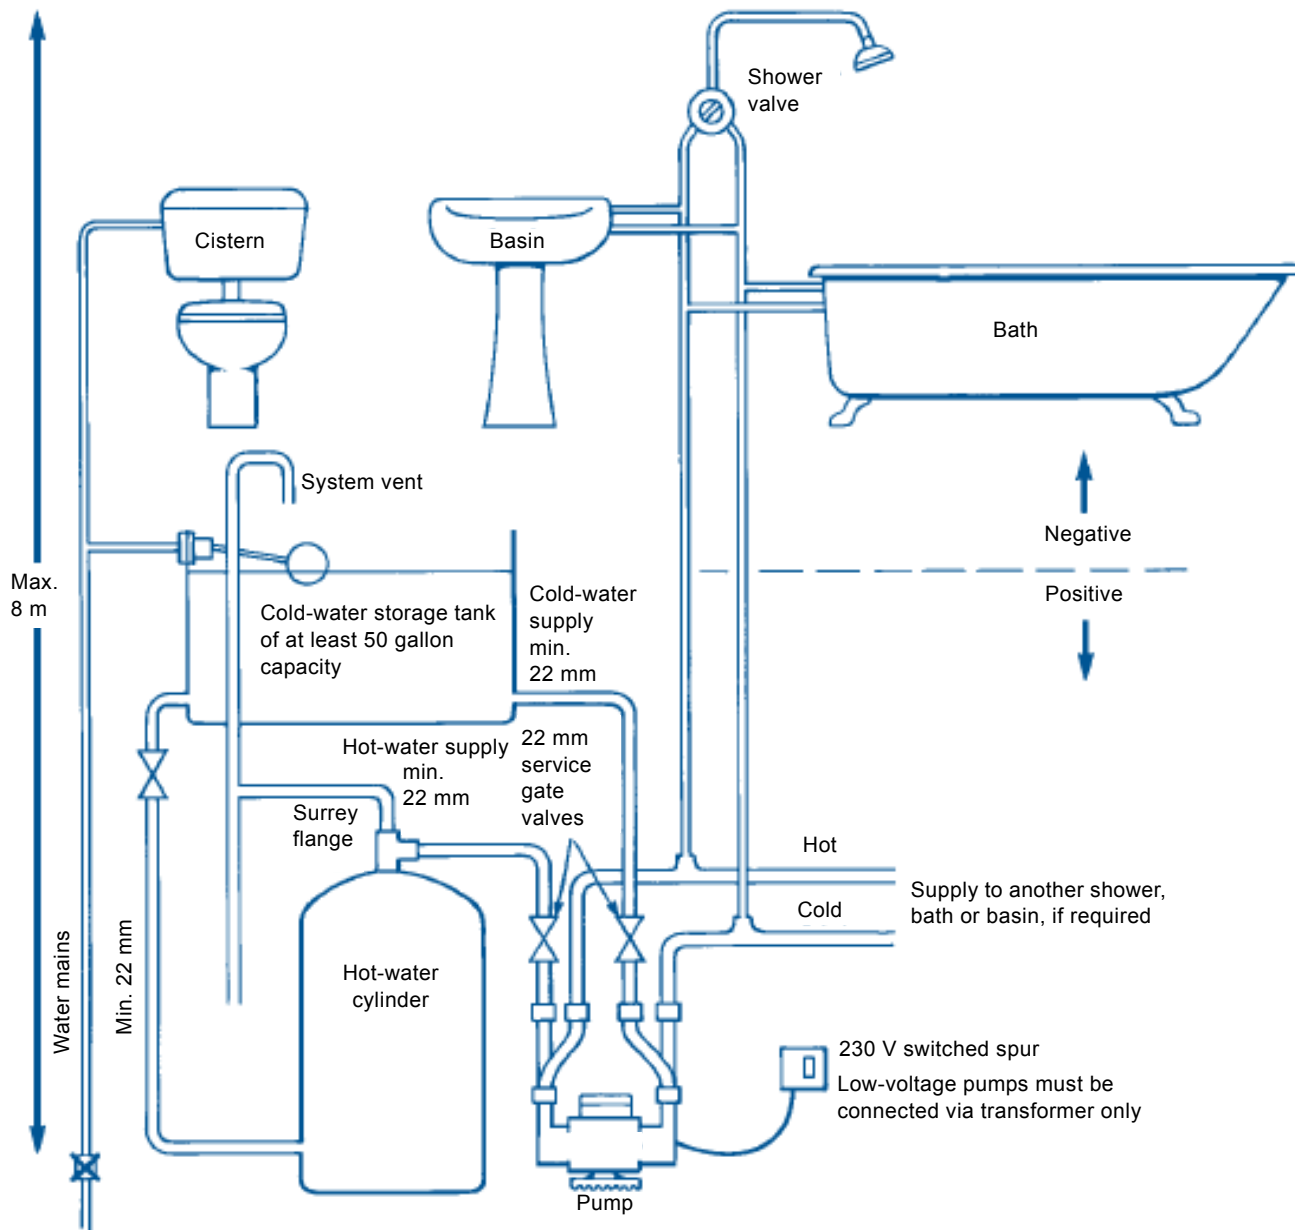 Shower
valve
Cistern
Basin
Bath
System vent
Negative
Positive
Max.
8 m
Cold-water storage tank
of at least 50 gallon
capacity
Cold-water
supply
min.
22 mm
Hot-water supply
min.
22 mm
22 mm
service
gate
valves
Surrey
flange
Hot
Cold
Supply to another shower,
bath or basin, if required
Water mains
Min. 22 mm
Hot-water
cylinder
230 V switched spur
Low-voltage pumps must be
connected via transformer only
Pump